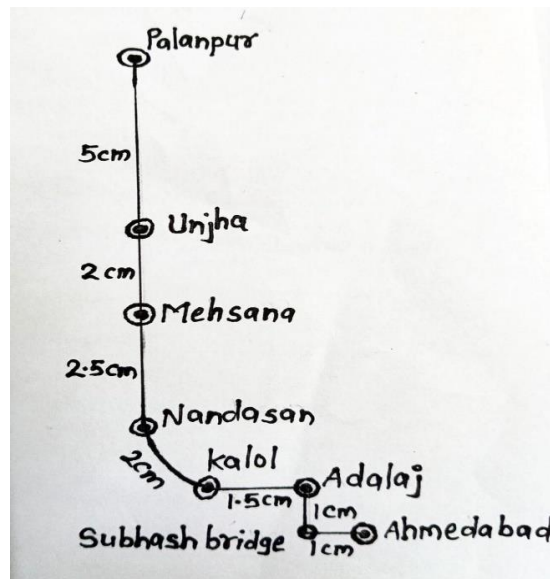 Palanpur
5cm
Unjha
2cm
Mehsana
2.5cm
Nandasan
2cm
Kalol
1.5cm
Adalaj
1cm
Subhash bridge
1cm
Ahmedabad